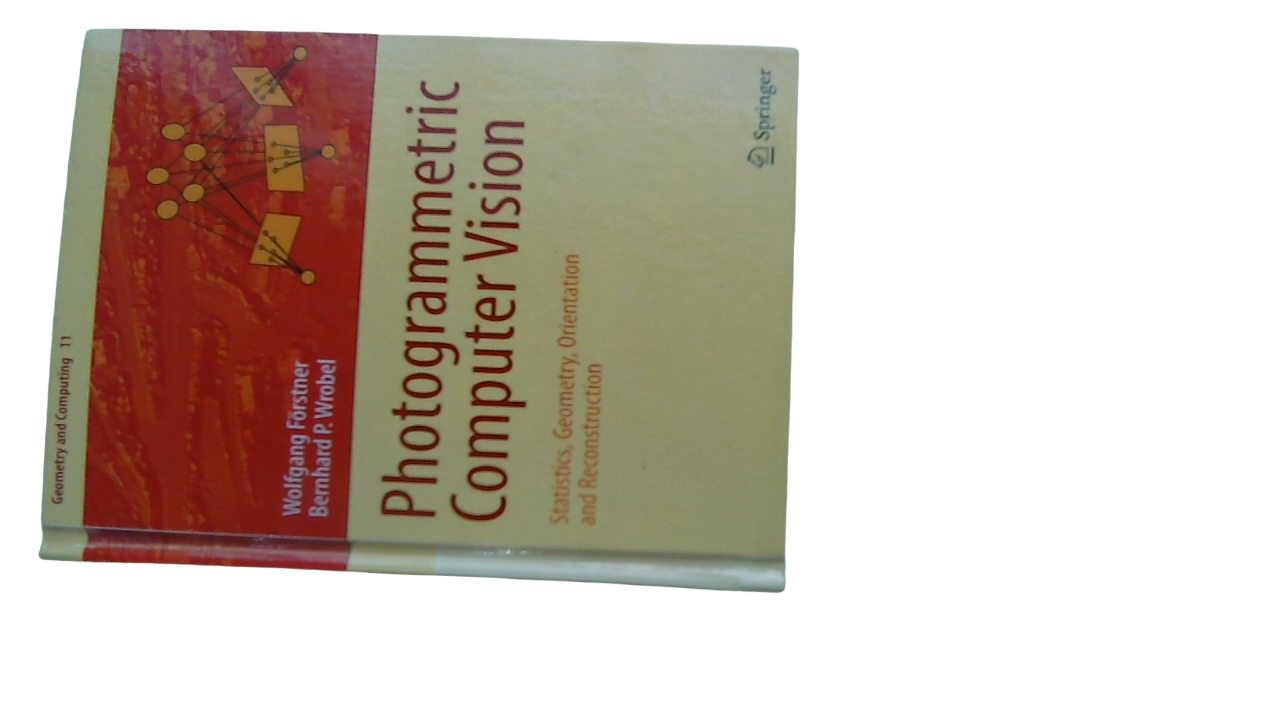 Geometry and Computing 11
Wolfgang Förstner
Bernhard P. Wrobel
Photogrammetric
Computer Vision
Statistics, Geometry, Orientation
and Reconstruction
Springer